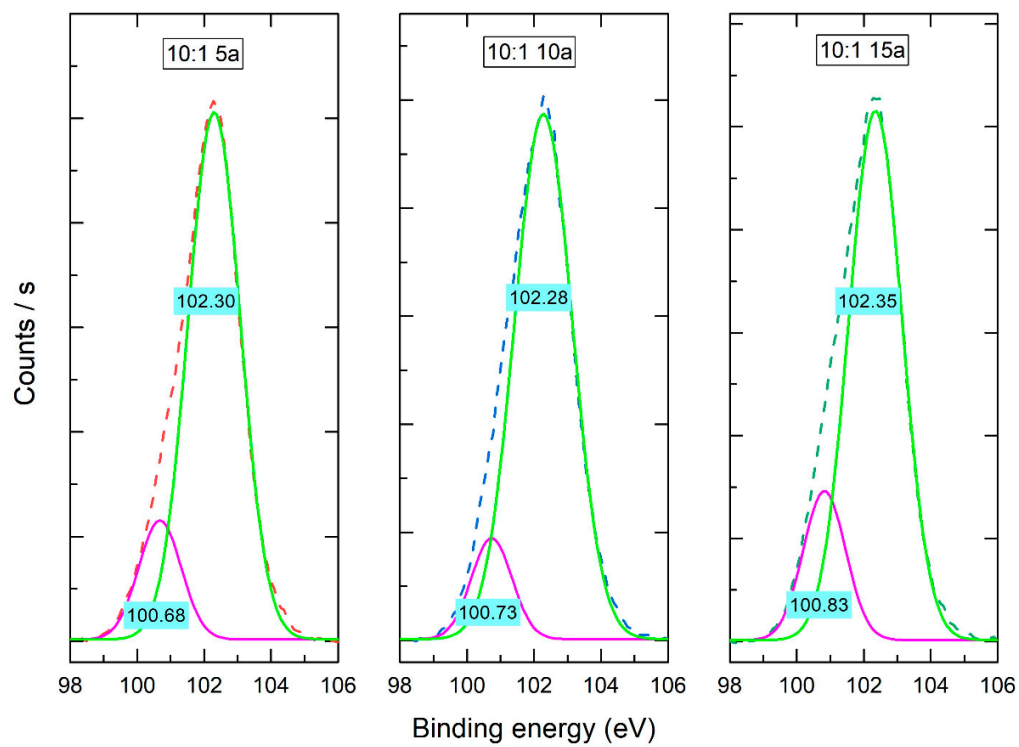 10:1 5a
10:1 10a
10:1 15a
102.30
102.28
102.35
100.68
100.73
100.83
Counts / s
98 100 102 104 106
98 100 102 104 106
98 100 102 104 106
Binding energy (eV)